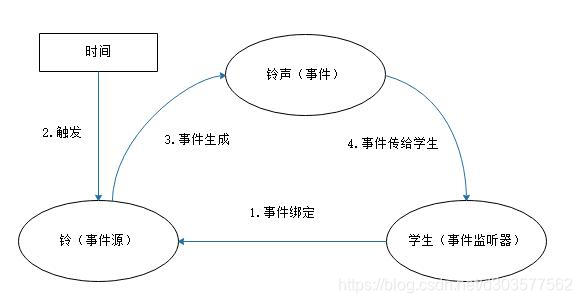 时间
铃声（事件）
2.触发
3.事件生成
4.事件传给学生
1.事件绑定
铃（事件源）
学生（事件监听器）
https://blog.csdn.net/d303577562